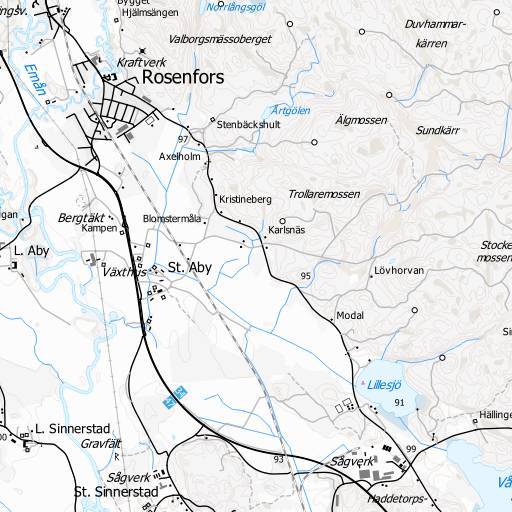 Norrlångsgöl
Bygget
Hjälmsängen
Duvhammar-
kärren
Valborgsmässoberget
Emån
Kraftverk
Rosenfors
Årtgölen
Stenbäckshult
Älgmossen
Sundkärr
97
Axelholm
Kristineberg
Trollaremossen
Bergtäkt
Kampen
Blomstermåla
Karlsnäs
L. Aby
Stocke
mossen
Växthus
St. Aby
95
Lövhorvan
Modal
Lillesjö
91
L. Sinnerstad
Gravfält
Hällinge
99
93
Sågverk
Sågverk
St. Sinnerstad
Haddetorps-